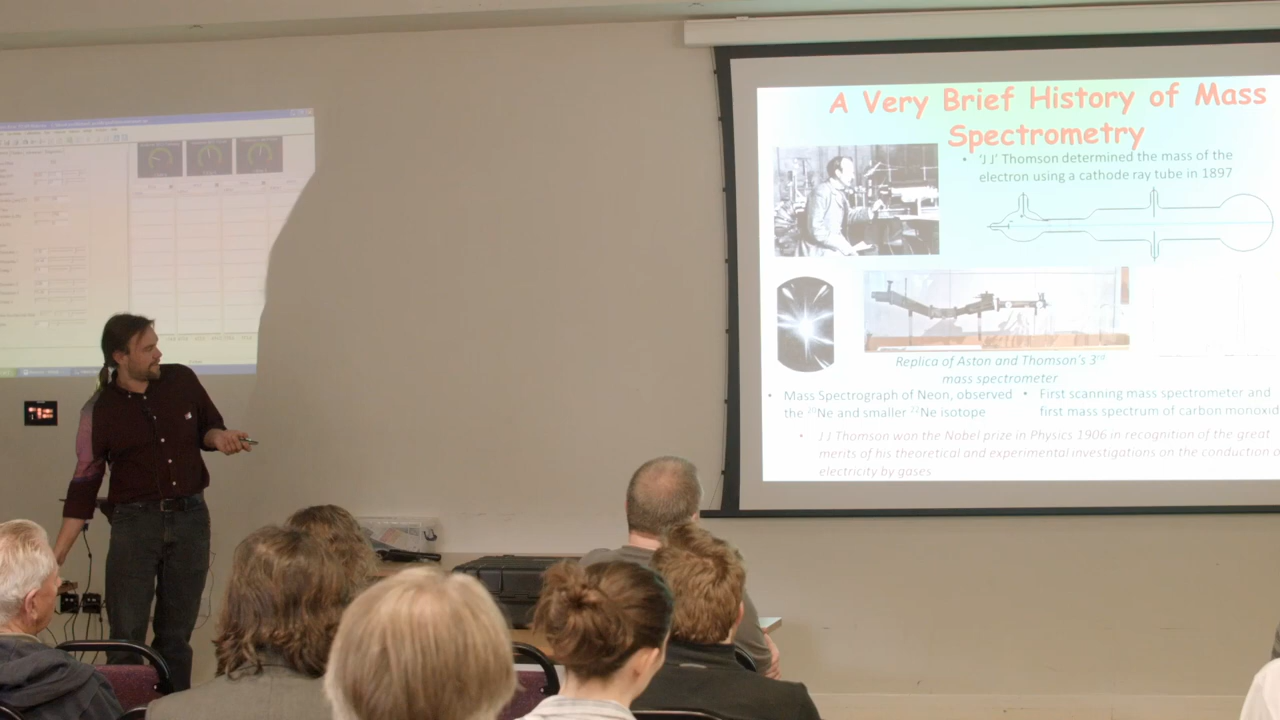 A Very Brief History of Mass
Spectrometry
• 'J J' Thomson determined the mass of the
electron using a cathode ray tube in 1897
Replica of Aston and Thomson's 3rd
mass spectrometer
• Mass Spectrograph of Neon, observed
the 20Ne and smaller 22Ne isotope
• First scanning mass spectrometer and
first mass spectrum of carbon monoxid
• J J Thomson won the Nobel prize in Physics 1906 in recognition of the great
merits of his theoretical and experimental investigations on the conduction o
electricity by gases